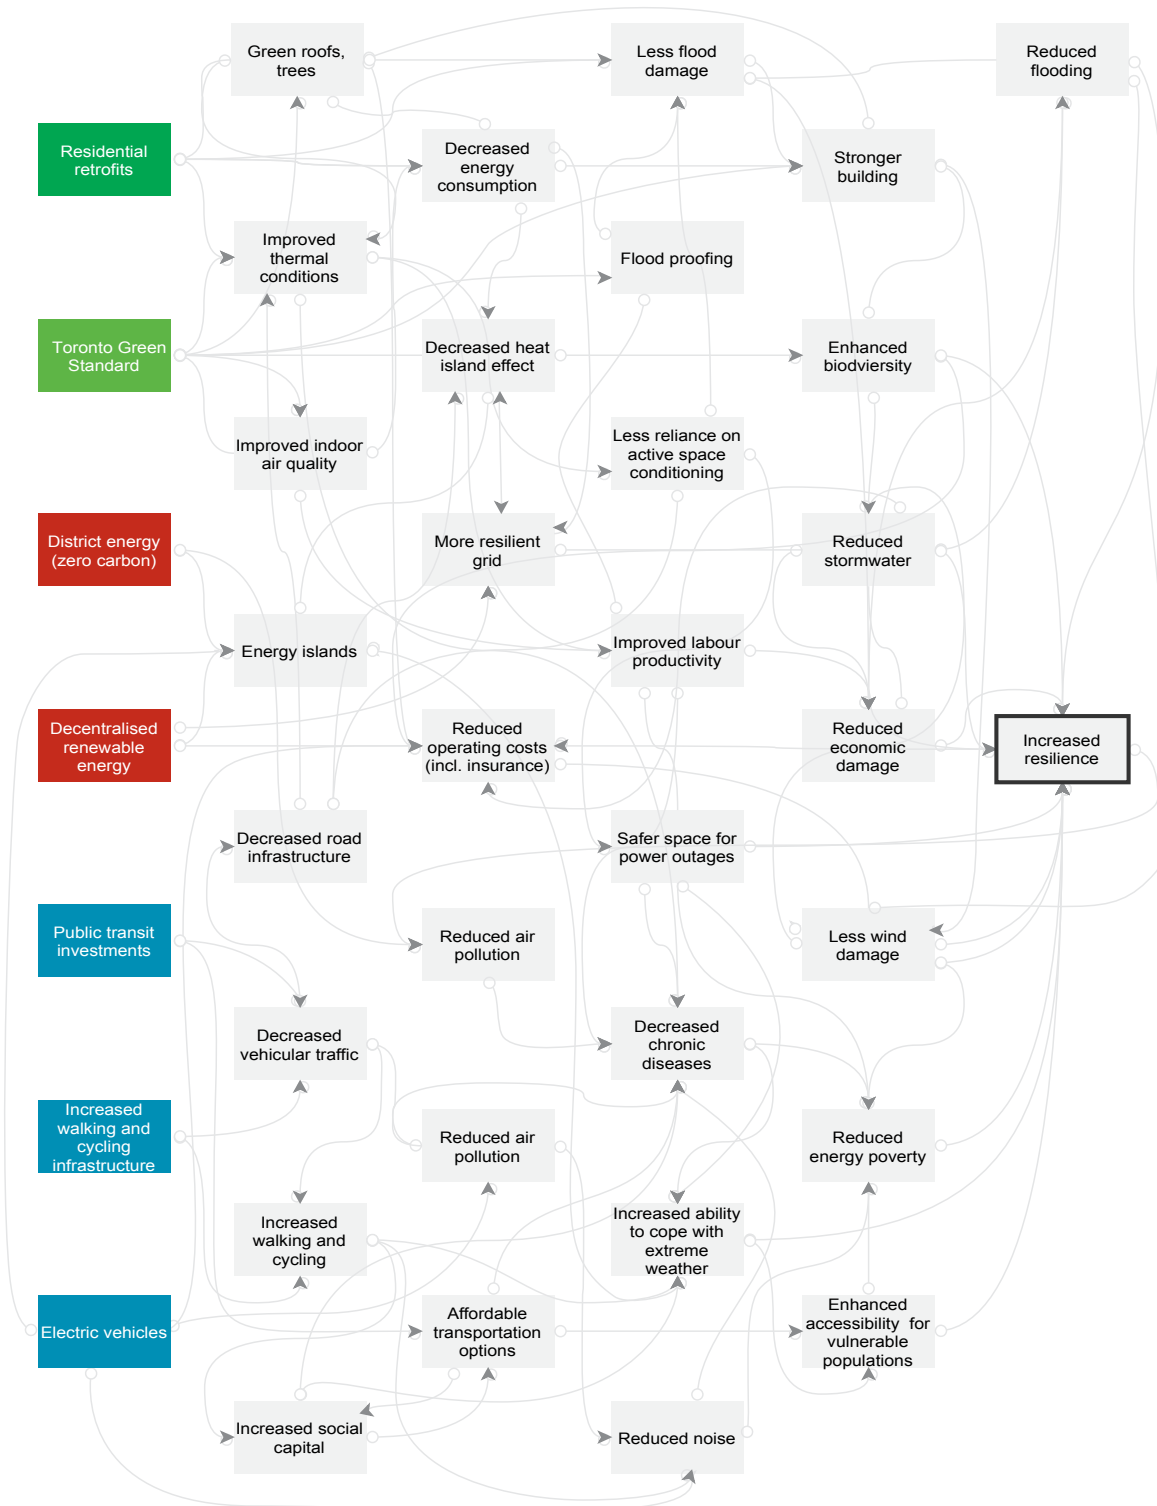 Green roofs,
trees
Less flood
damage
Reduced
flooding
Residential
retrofits
Decreased
energy
consumption
Stronger
building
Improved
thermal
conditions
Flood proofing
Toronto Green
Standard
Decreased heat
island effect
Enhanced
biodviersity
Improved indoor
air quality
Less reliance on
active space
conditioning
District energy
(zero carbon)
More resilient
grid
Reduced
stormwater
Energy islands
Improved labour
productivity
Decentralised
renewable
energy
Reduced
operating costs
(incl. insurance)
Reduced
economic
damage
Increased
resilience
Decreased road
infrastructure
Safer space for
power outages
Public transit
investments
Reduced air
pollution
Less wind
damage
Decreased
vehicular traffic
Decreased
chronic
diseases
Increased
walking and
cycling
infrastructure
Reduced air
pollution
Reduced
energy poverty
Increased
walking and
cycling
Increased ability
to cope with
extreme
weather
Electric vehicles
Affordable
transportation
options
Enhanced
accessibility for
vulnerable
populations
Increased social
capital
Reduced noise